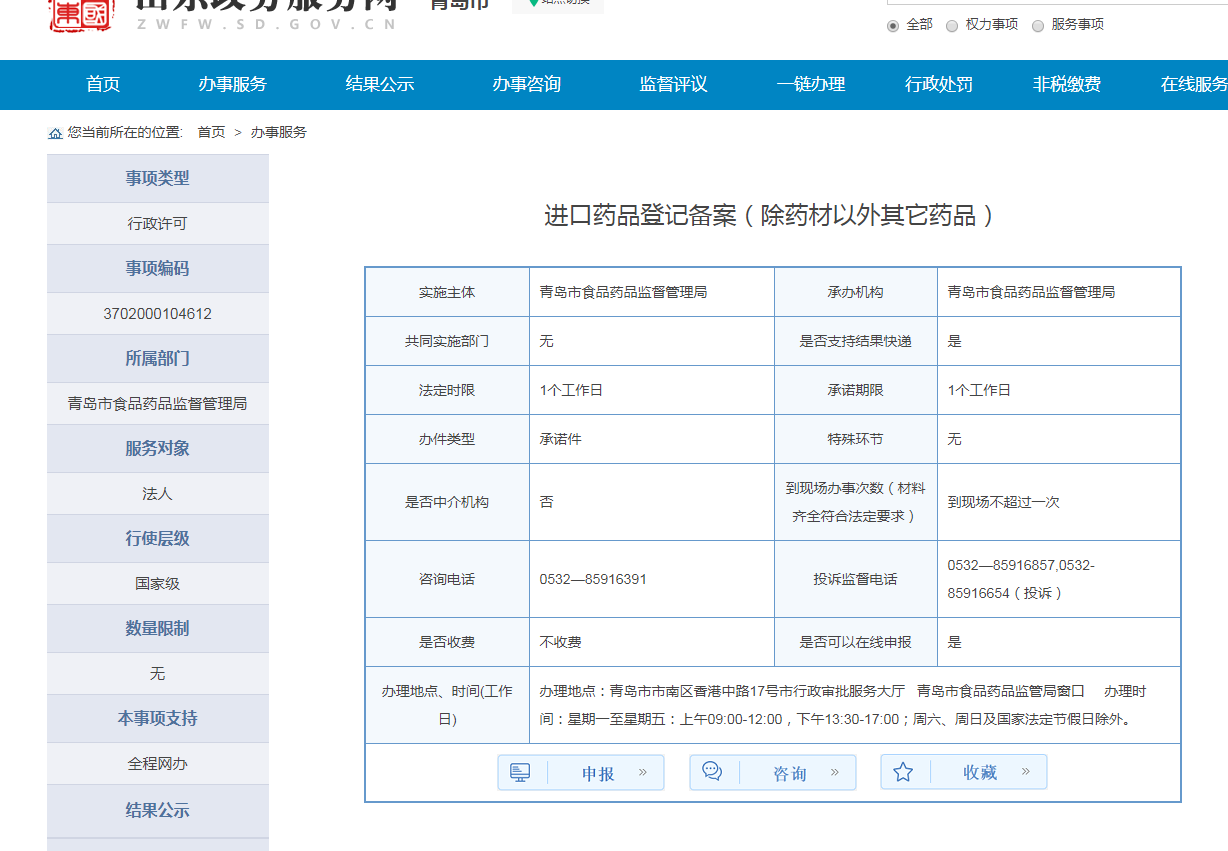 山东政务服务网 青岛市 站点切换
ZWFW.SD.GOV.CN
全部 权力事项 服务事项
首页 办事服务 结果公示 办事咨询 监督评议 一链办理 行政处罚 非税缴费 在线服务
您当前所在的位置: 首页 > 办事服务
事项类型
行政许可
事项编码
3702000104612
所属部门
青岛市食品药品监督管理局
服务对象
法人
行使层级
国家级
数量限制
无
本事项支持
全程网办
结果公示
进口药品登记备案（除药材以外其它药品）
实施主体 青岛市食品药品监督管理局 承办机构 青岛市食品药品监督管理局
共同实施部门 无 是否支持结果快递 是
法定时限 1个工作日 承诺期限 1个工作日
办件类型 承诺件 特殊环节 无
是否中介机构 否 到现场办事次数（材料
齐全符合法定要求） 到现场不超过一次
咨询电话 0532—85916391 投诉监督电话 0532—85916857,0532-
85916654（投诉）
是否收费 不收费 是否可以在线申报 是
办理地点、时间(工作
日) 办理地点：青岛市市南区香港中路17号市行政审批服务大厅 青岛市食品药品监管局窗口 办理时
间：星期一至星期五：上午09:00-12:00，下午13:30-17:00；周六、周日及国家法定节假日除外。
申报 » 咨询 » 收藏 »